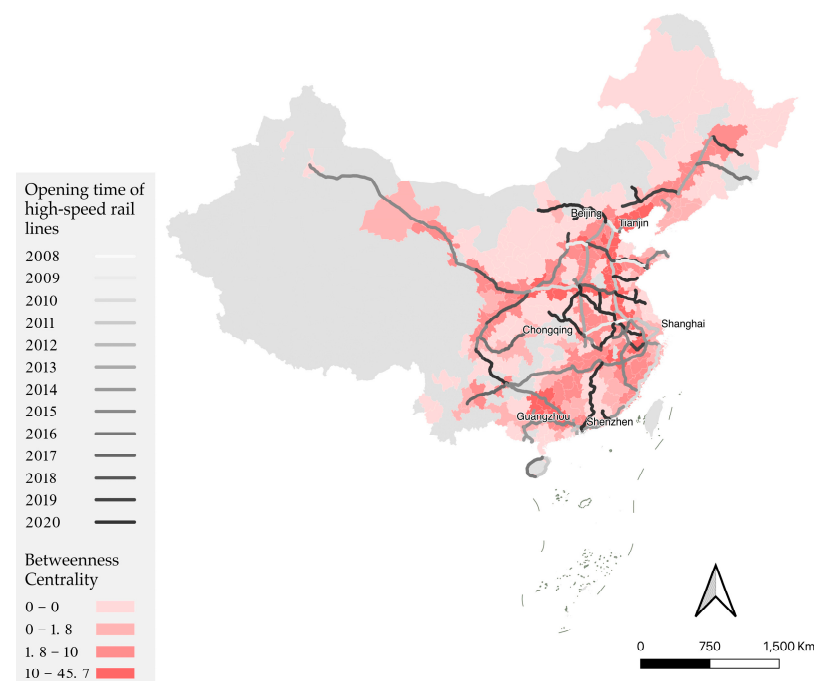 Opening time of
high-speed rail
lines
2008
2009
2010
2011
2012
2013
2014
2015
2016
2017
2018
2019
2020
Betweenness
Centrality
0 – 0
0 – 1. 8
1. 8 – 10
10 – 45. 7
Beijing
Tianjin
Chongqing
Shanghai
Guangzhou
Shenzhen
0 750 1,500 Km